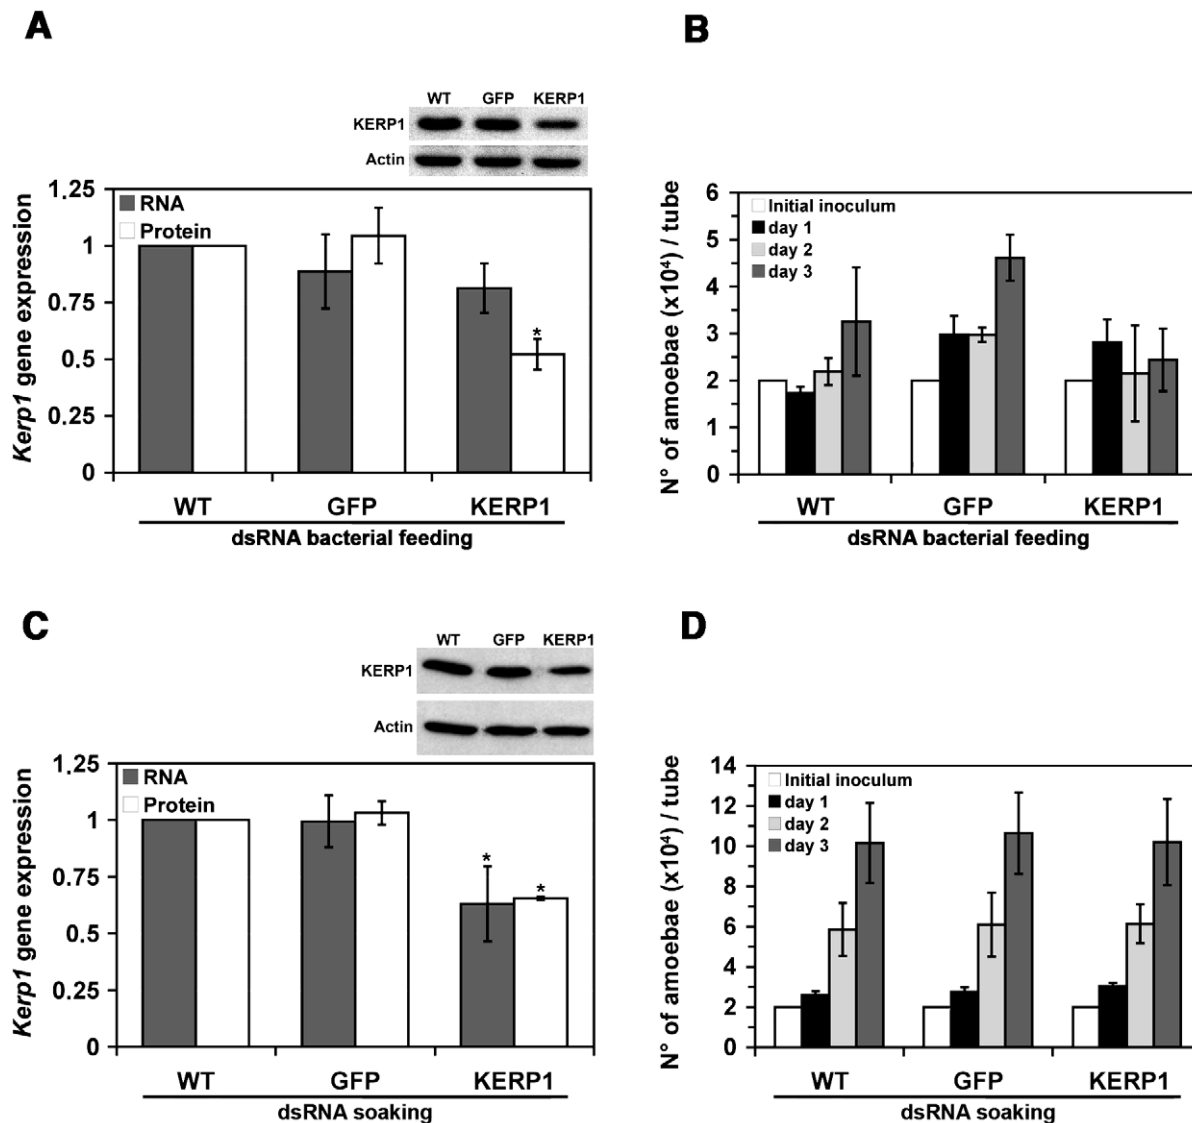 A
WT GFP KERP1
KERP1
Actin
Kerp1 gene expression
1.25
1
0.75
0.5
0.25
0
RNA
Protein
*
WT GFP KERP1
dsRNA bacterial feeding
B
N° of amoebae (x10⁴) / tube
6
5
4
3
2
1
0
Initial inoculum
day 1
day 2
day 3
WT GFP KERP1
dsRNA bacterial feeding
C
WT GFP KERP1
KERP1
Actin
Kerp1 gene expression
1.25
1
0.75
0.5
0.25
0
RNA
Protein
* *
WT GFP KERP1
dsRNA soaking
D
N° of amoebae (x10⁴) / tube
14
12
10
8
6
4
2
0
Initial inoculum
day 1
day 2
day 3
WT GFP KERP1
dsRNA soaking